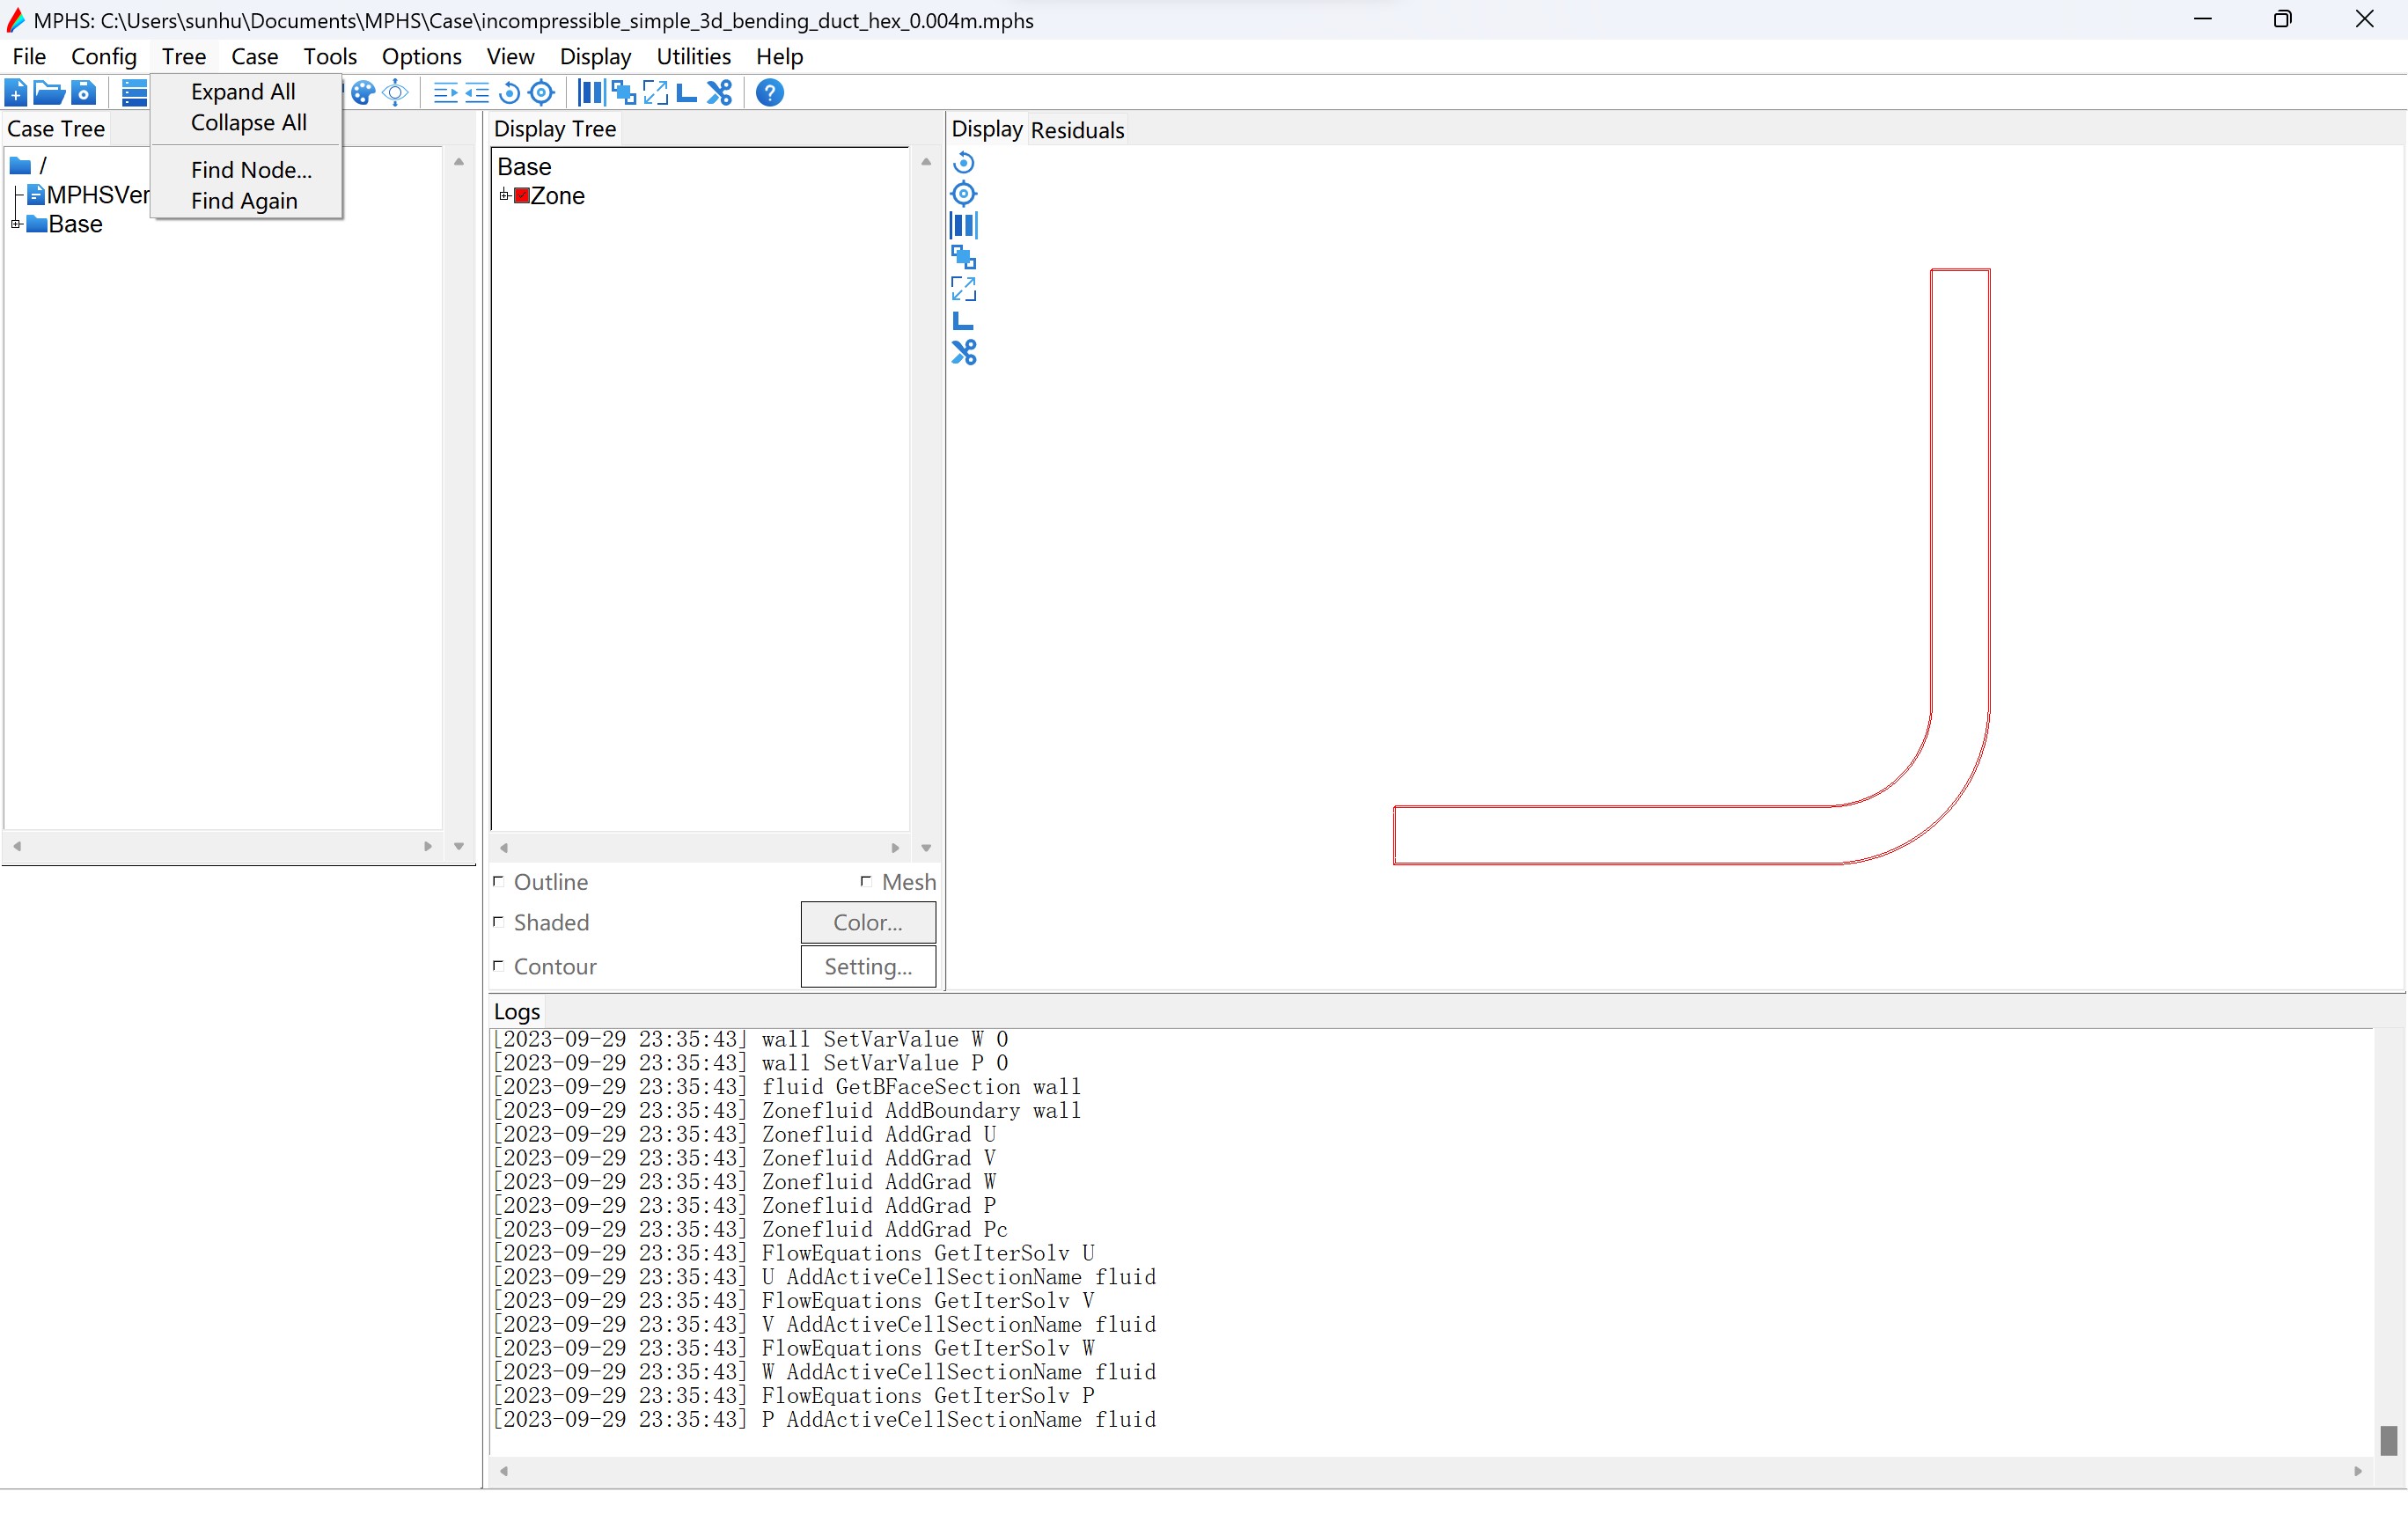 MPHS: C:\Users\sunhu\Documents\MPHS\Case\incompressible_simple_3d_bending_duct_hex_0.004m.mphs
File Config Tree Case Tools Options View Display Utilities Help
Expand All
Collapse All
Find Node...
Find Again
Case Tree
/
MPHSVer
Base
Display Tree
Base
Zone
Outline
Mesh
Shaded
Color...
Contour
Setting...
Display Residuals
Logs
[2023-09-29 23:35:43] wall SetVarValue W 0
[2023-09-29 23:35:43] wall SetVarValue P 0
[2023-09-29 23:35:43] fluid GetBFaceSection wall
[2023-09-29 23:35:43] Zonefluid AddBoundary wall
[2023-09-29 23:35:43] Zonefluid AddGrad U
[2023-09-29 23:35:43] Zonefluid AddGrad V
[2023-09-29 23:35:43] Zonefluid AddGrad W
[2023-09-29 23:35:43] Zonefluid AddGrad P
[2023-09-29 23:35:43] Zonefluid AddGrad Pc
[2023-09-29 23:35:43] FlowEquations GetIterSolv U
[2023-09-29 23:35:43] U AddActiveCellSectionName fluid
[2023-09-29 23:35:43] FlowEquations GetIterSolv V
[2023-09-29 23:35:43] V AddActiveCellSectionName fluid
[2023-09-29 23:35:43] FlowEquations GetIterSolv W
[2023-09-29 23:35:43] W AddActiveCellSectionName fluid
[2023-09-29 23:35:43] FlowEquations GetIterSolv P
[2023-09-29 23:35:43] P AddActiveCellSectionName fluid